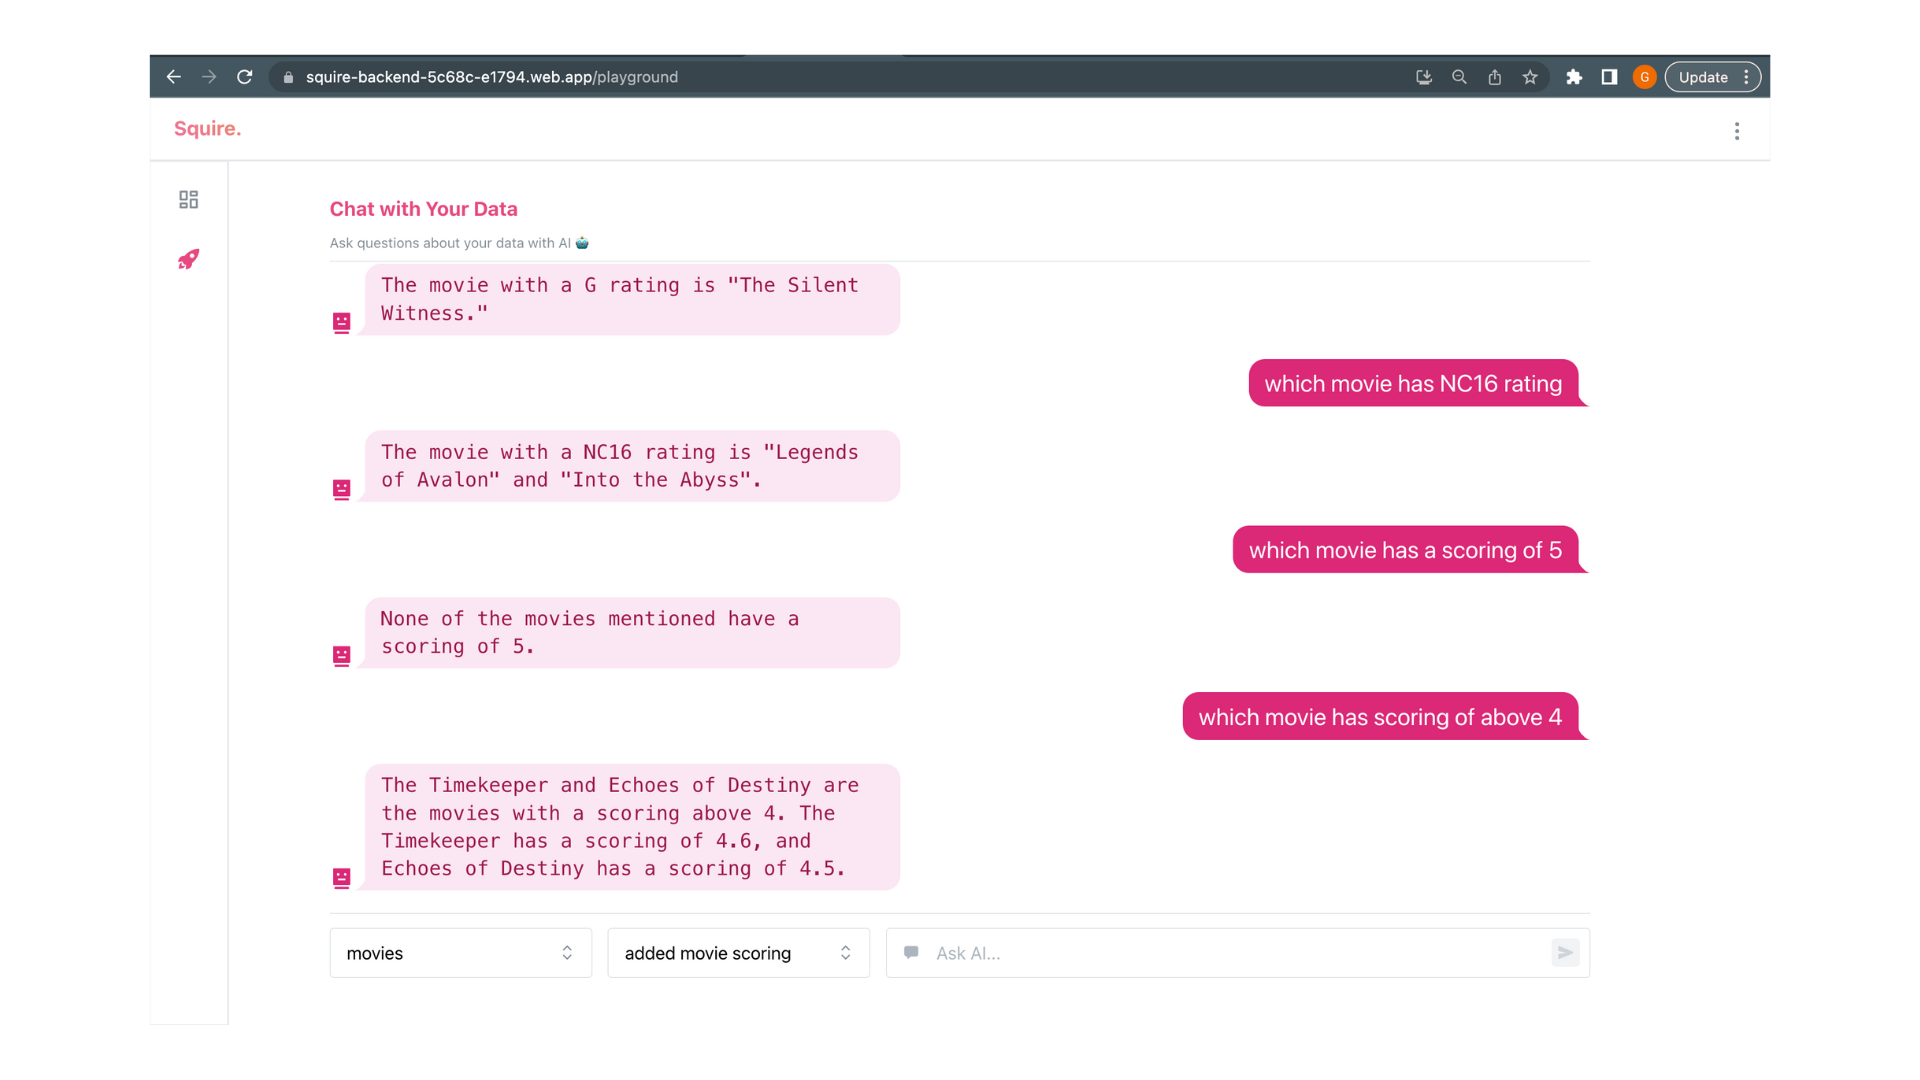 squire-backend-5c68c-e1794.web.app/playground
G
Update
Squire.
Chat with Your Data
Ask questions about your data with AI
The movie with a G rating is "The Silent
Witness."
which movie has NC16 rating
The movie with a NC16 rating is "Legends
of Avalon" and "Into the Abyss".
which movie has a scoring of 5
None of the movies mentioned have a
scoring of 5.
which movie has scoring of above 4
The Timekeeper and Echoes of Destiny are
the movies with a scoring above 4. The
Timekeeper has a scoring of 4.6, and
Echoes of Destiny has a scoring of 4.5.
movies
added movie scoring
Ask AI...